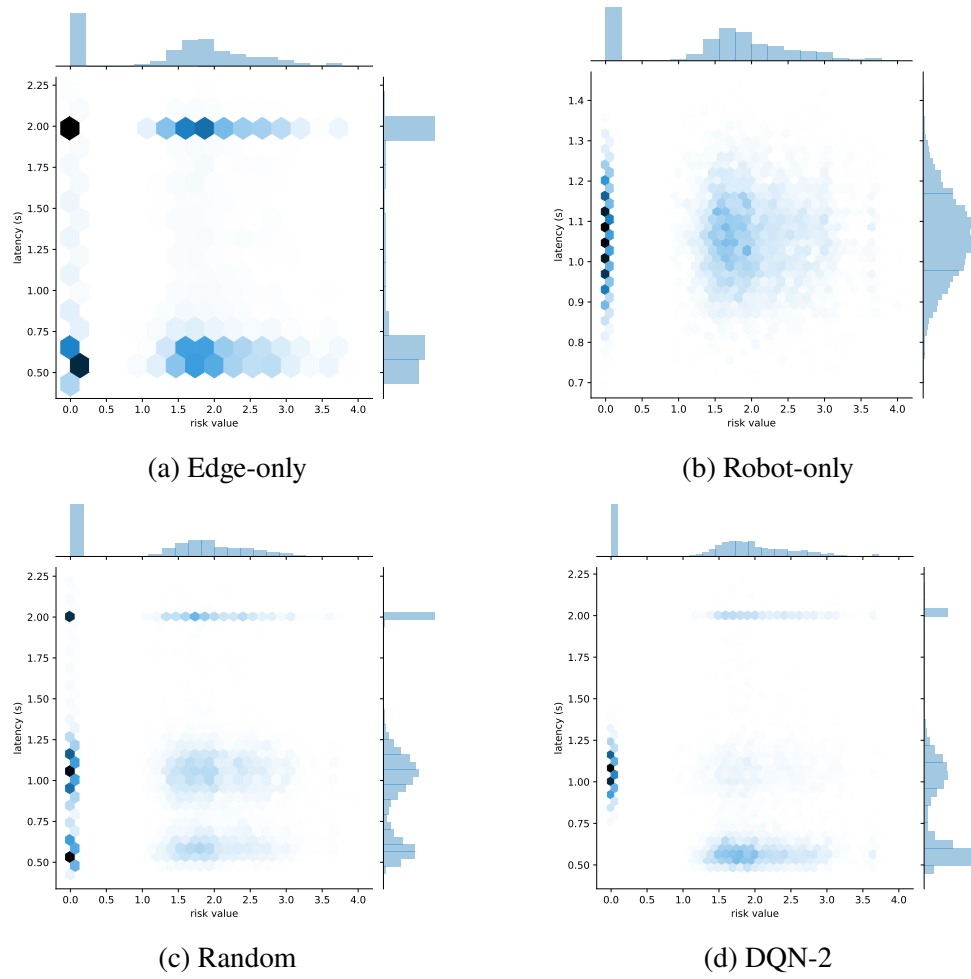 2.25
2.00
1.75
1.50
1.25
1.00
0.75
0.50
latency (s)
0.0 0.5 1.0 1.5 2.0 2.5 3.0 3.5 4.0
risk value
(a) Edge-only
1.4
1.3
1.2
1.1
1.0
0.9
0.8
0.7
latency (s)
0.0 0.5 1.0 1.5 2.0 2.5 3.0 3.5 4.0
risk value
(b) Robot-only
2.25
2.00
1.75
1.50
1.25
1.00
0.75
0.50
latency (s)
0.0 0.5 1.0 1.5 2.0 2.5 3.0 3.5 4.0
risk value
(c) Random
2.25
2.00
1.75
1.50
1.25
1.00
0.75
0.50
latency (s)
0.0 0.5 1.0 1.5 2.0 2.5 3.0 3.5 4.0
risk value
(d) DQN-2